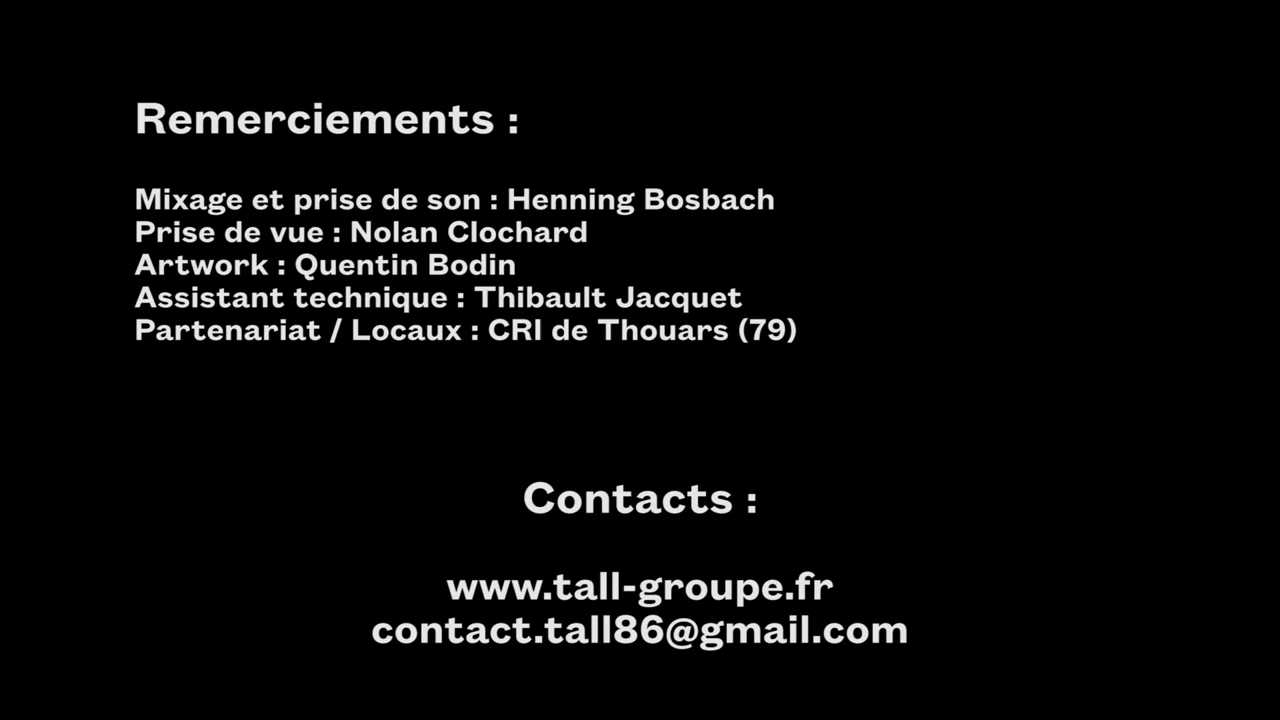 Remerciements :
Mixage et prise de son : Henning Bosbach
Prise de vue : Nolan Clochard
Artwork : Quentin Bodin
Assistant technique : Thibault Jacquet
Partenariat / Locaux : CRI de Thouars (79)
Contacts :
www.tall-groupe.fr
contact.tall86@gmail.com